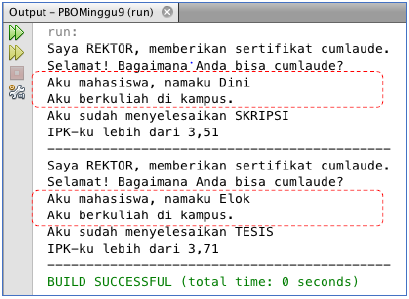 Output - PBOMinggu9 (run)
run:
Saya REKTOR, memberikan sertifikat cumlaude.
Selamat! Bagaimana Anda bisa cumlaude?
Aku mahasiswa, namaku Dini
Aku berkuliah di kampus.
Aku sudah menyelesaikan SKRIPSI
IPK-ku lebih dari 3,51
----------------------------------------
Saya REKTOR, memberikan sertifikat cumlaude.
Selamat! Bagaimana Anda bisa cumlaude?
Aku mahasiswa, namaku Elok
Aku berkuliah di kampus.
Aku sudah menyelesaikan TESIS
IPK-ku lebih dari 3,71
----------------------------------------
BUILD SUCCESSFUL (total time: 0 seconds)